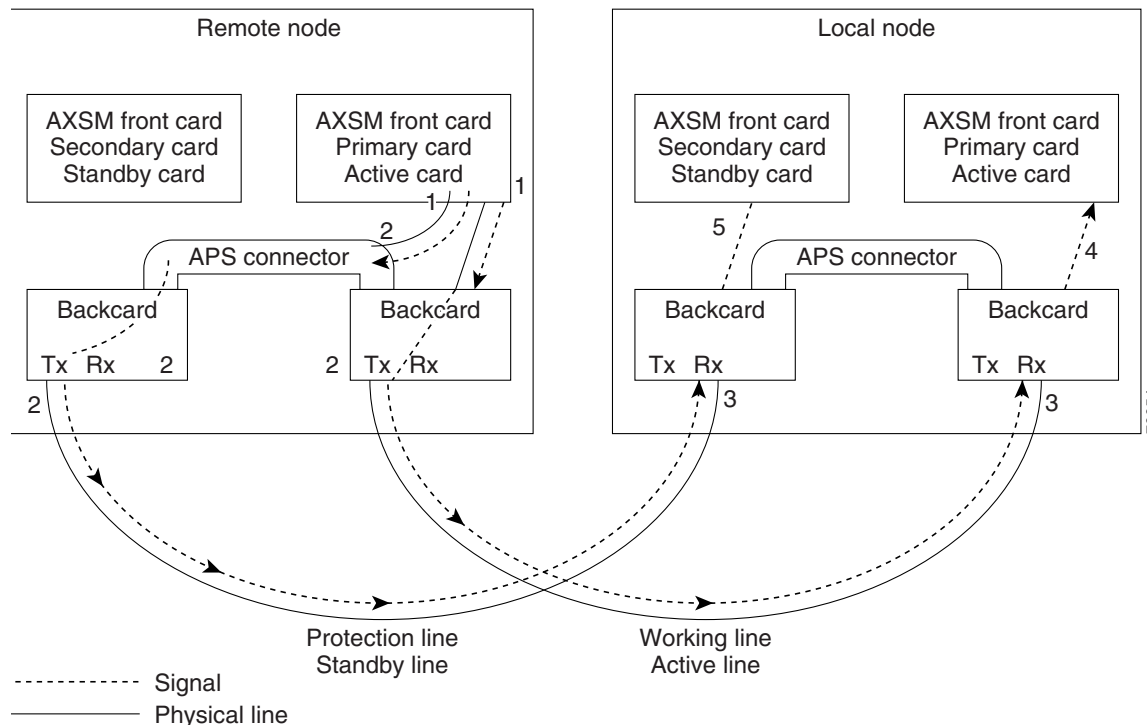 Remote node
Local node
AXSM front card
Secondary card
Standby card
AXSM front card
Primary card
Active card
AXSM front card
Secondary card
Standby card
AXSM front card
Primary card
Active card
1
1
2
5
4
APS connector
APS connector
Backcard
Backcard
Backcard
Backcard
Tx Rx 2
2 Tx Rx
Tx Rx
Tx Rx
2
3
3
Protection line
Standby line
Working line
Active line
Signal
Physical line